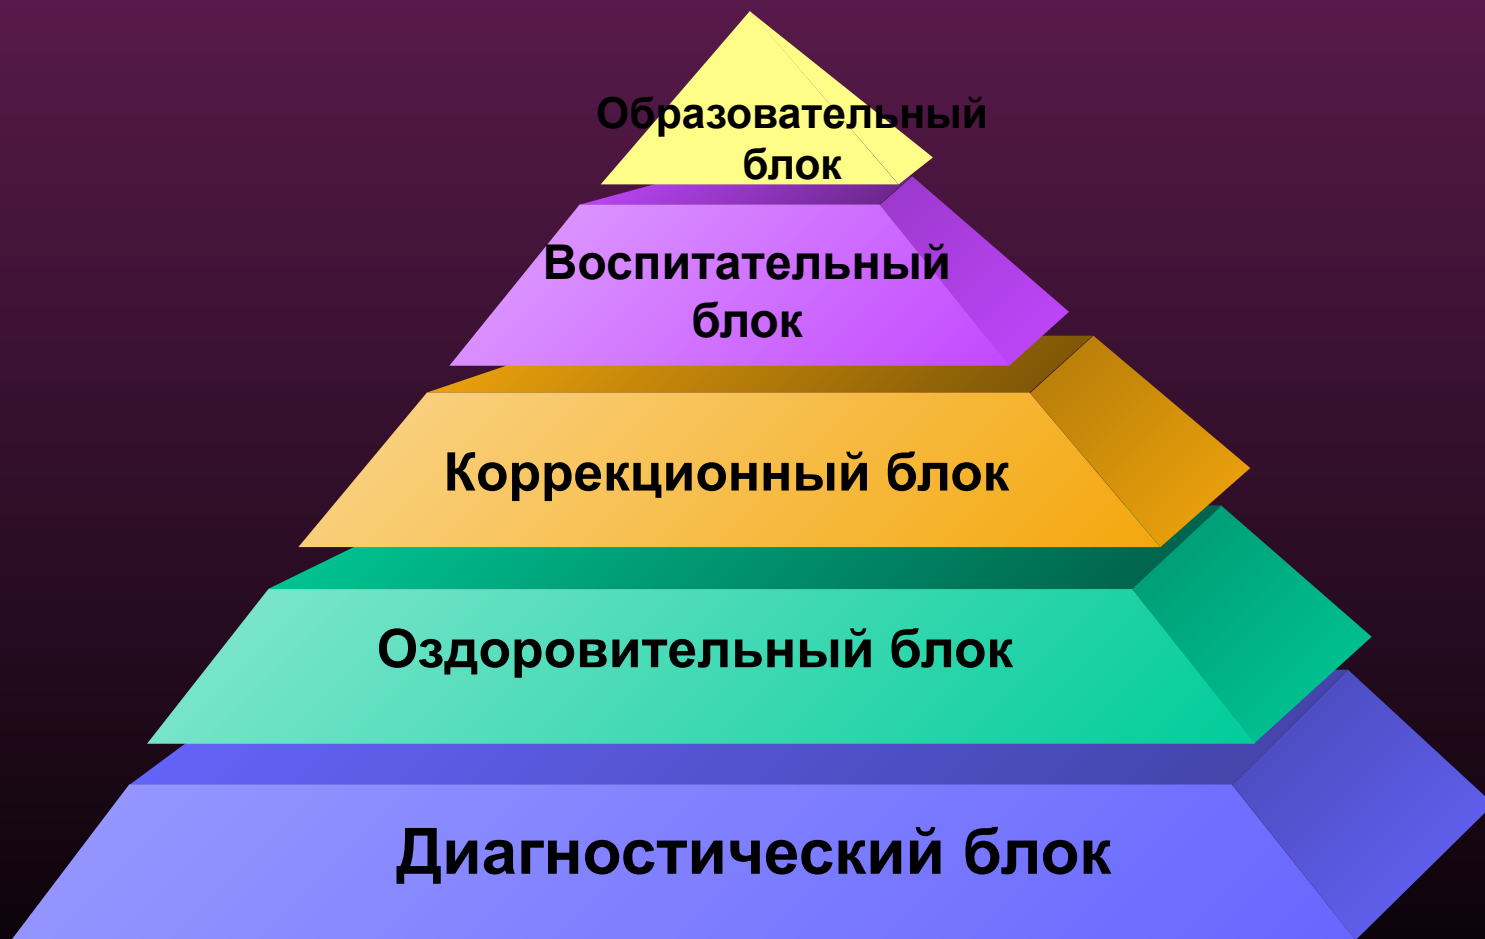 Образовательный
блок
Воспитательный
блок
Коррекционный блок
Оздоровительный блок
Диагностический блок